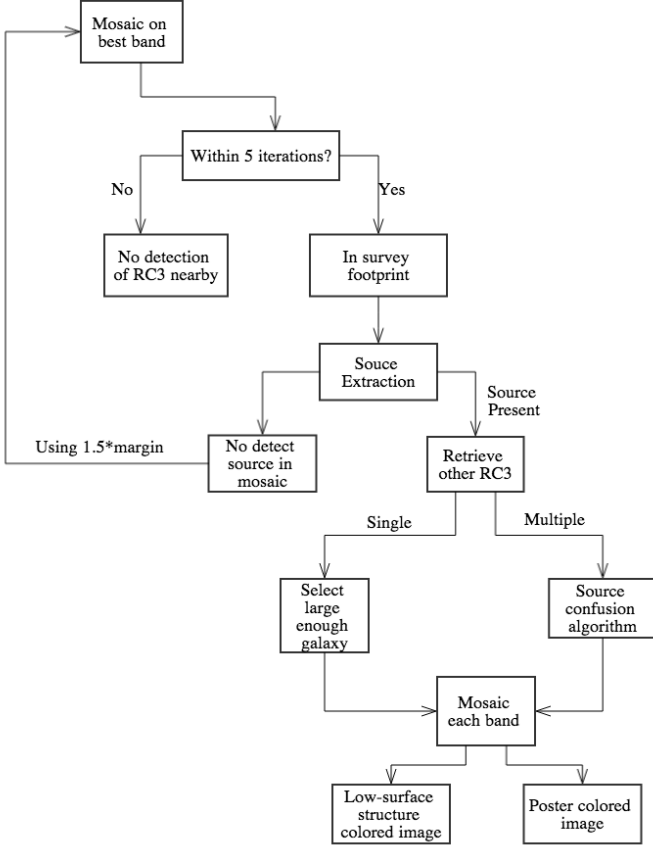 Mosaic on
best band
Within 5 iterations?
No
Yes
No detection
of RC3 nearby
In survey
footprint
Souce
Extraction
Source
Present
Using 1.5*margin
No detect
source in
mosaic
Retrieve
other RC3
Single
Multiple
Select
large
enough
galaxy
Source
confusion
algorithm
Mosaic
each band
Low-surface
structure
colored image
Poster colored
image